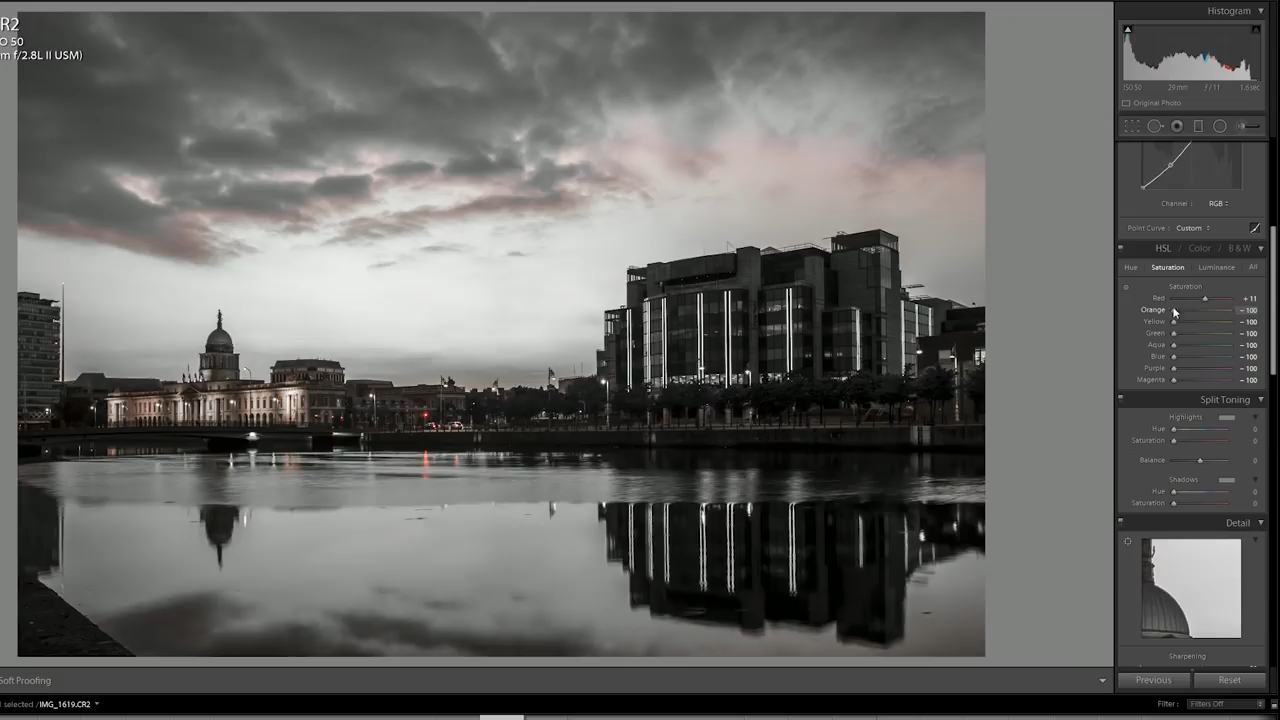 R2
O 50
m f/2.8L II USM)
Histogram
ISO 50 29 mm f / 11 1.6 sec
Original Photo
Channel : RGB
Point Curve : Custom
HSL / Color / B & W
Hue Saturation Luminance All
Saturation
Red + 11
Orange - 100
Yellow - 100
Green - 100
Aqua - 100
Blue - 100
Purple - 100
Magenta - 100
Split Toning
Highlights
Hue 0
Saturation 0
Balance 0
Shadows
Hue 0
Saturation 0
Detail
Sharpening
Soft Proofing
Previous Reset
selected / IMG_1619.CR2
Filter : Filters Off